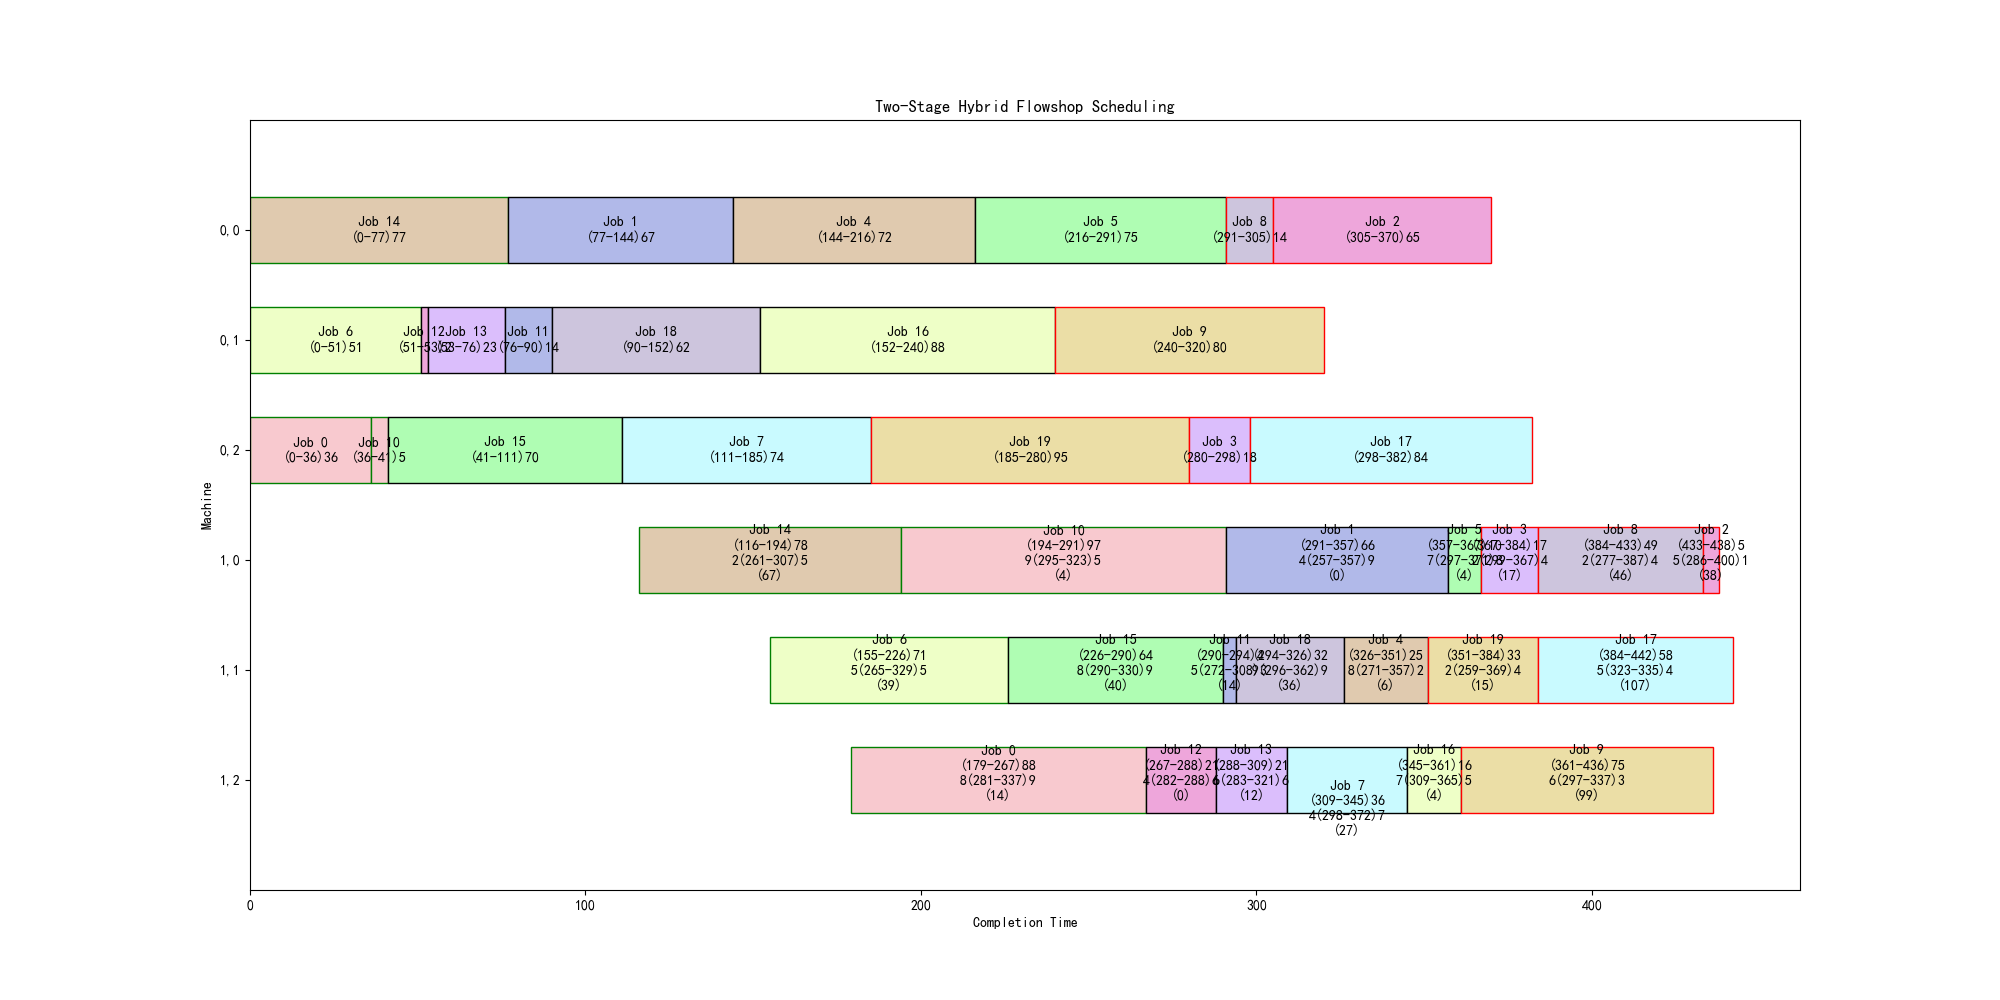 Two-Stage Hybrid Flowshop Scheduling
0,0
Job 14
(0-77)77
Job 1
(77-144)67
Job 4
(144-216)72
Job 5
(216-291)75
Job 8
(291-305)14
Job 2
(305-370)65
0,1
Job 6
(0-51)51
Job 12
(51-53)2
Job 13
(53-76)23
Job 11
(76-90)14
Job 18
(90-152)62
Job 16
(152-240)88
Job 9
(240-320)80
0,2
Job 0
(0-36)36
Job 10
(36-41)5
Job 15
(41-111)70
Job 7
(111-185)74
Job 19
(185-280)95
Job 3
(280-298)18
Job 17
(298-382)84
Machine
1,0
Job 14
(116-194)78
2(261-307)5
(67)
Job 10
(194-291)97
9(295-323)5
(4)
Job 1
(291-357)66
4(257-357)9
(0)
Job 5
(357-367)10
(4)
Job 3
(367-384)17
(17)
Job 8
(384-433)49
2(277-387)4
(46)
Job 2
(433-438)5
5(286-400)1
(38)
1,1
Job 6
(155-226)71
5(265-329)5
(39)
Job 15
(226-290)64
8(290-330)9
(40)
Job 11
(290-294)4
5(272-308)3
(14)
Job 18
(294-326)32
9(296-362)9
(36)
Job 4
(326-351)25
8(271-357)2
(6)
Job 19
(351-384)33
2(259-369)4
(15)
Job 17
(384-442)58
5(323-335)4
(107)
1,2
Job 0
(179-267)88
8(281-337)9
(14)
Job 12
(267-288)21
4(282-288)6
(0)
Job 13
(288-309)21
(12)
Job 7
(309-345)36
4(298-372)7
(27)
Job 16
(345-361)16
7(309-365)5
(4)
Job 9
(361-436)75
6(297-337)3
(99)
0
100
200
300
400
Completion Time